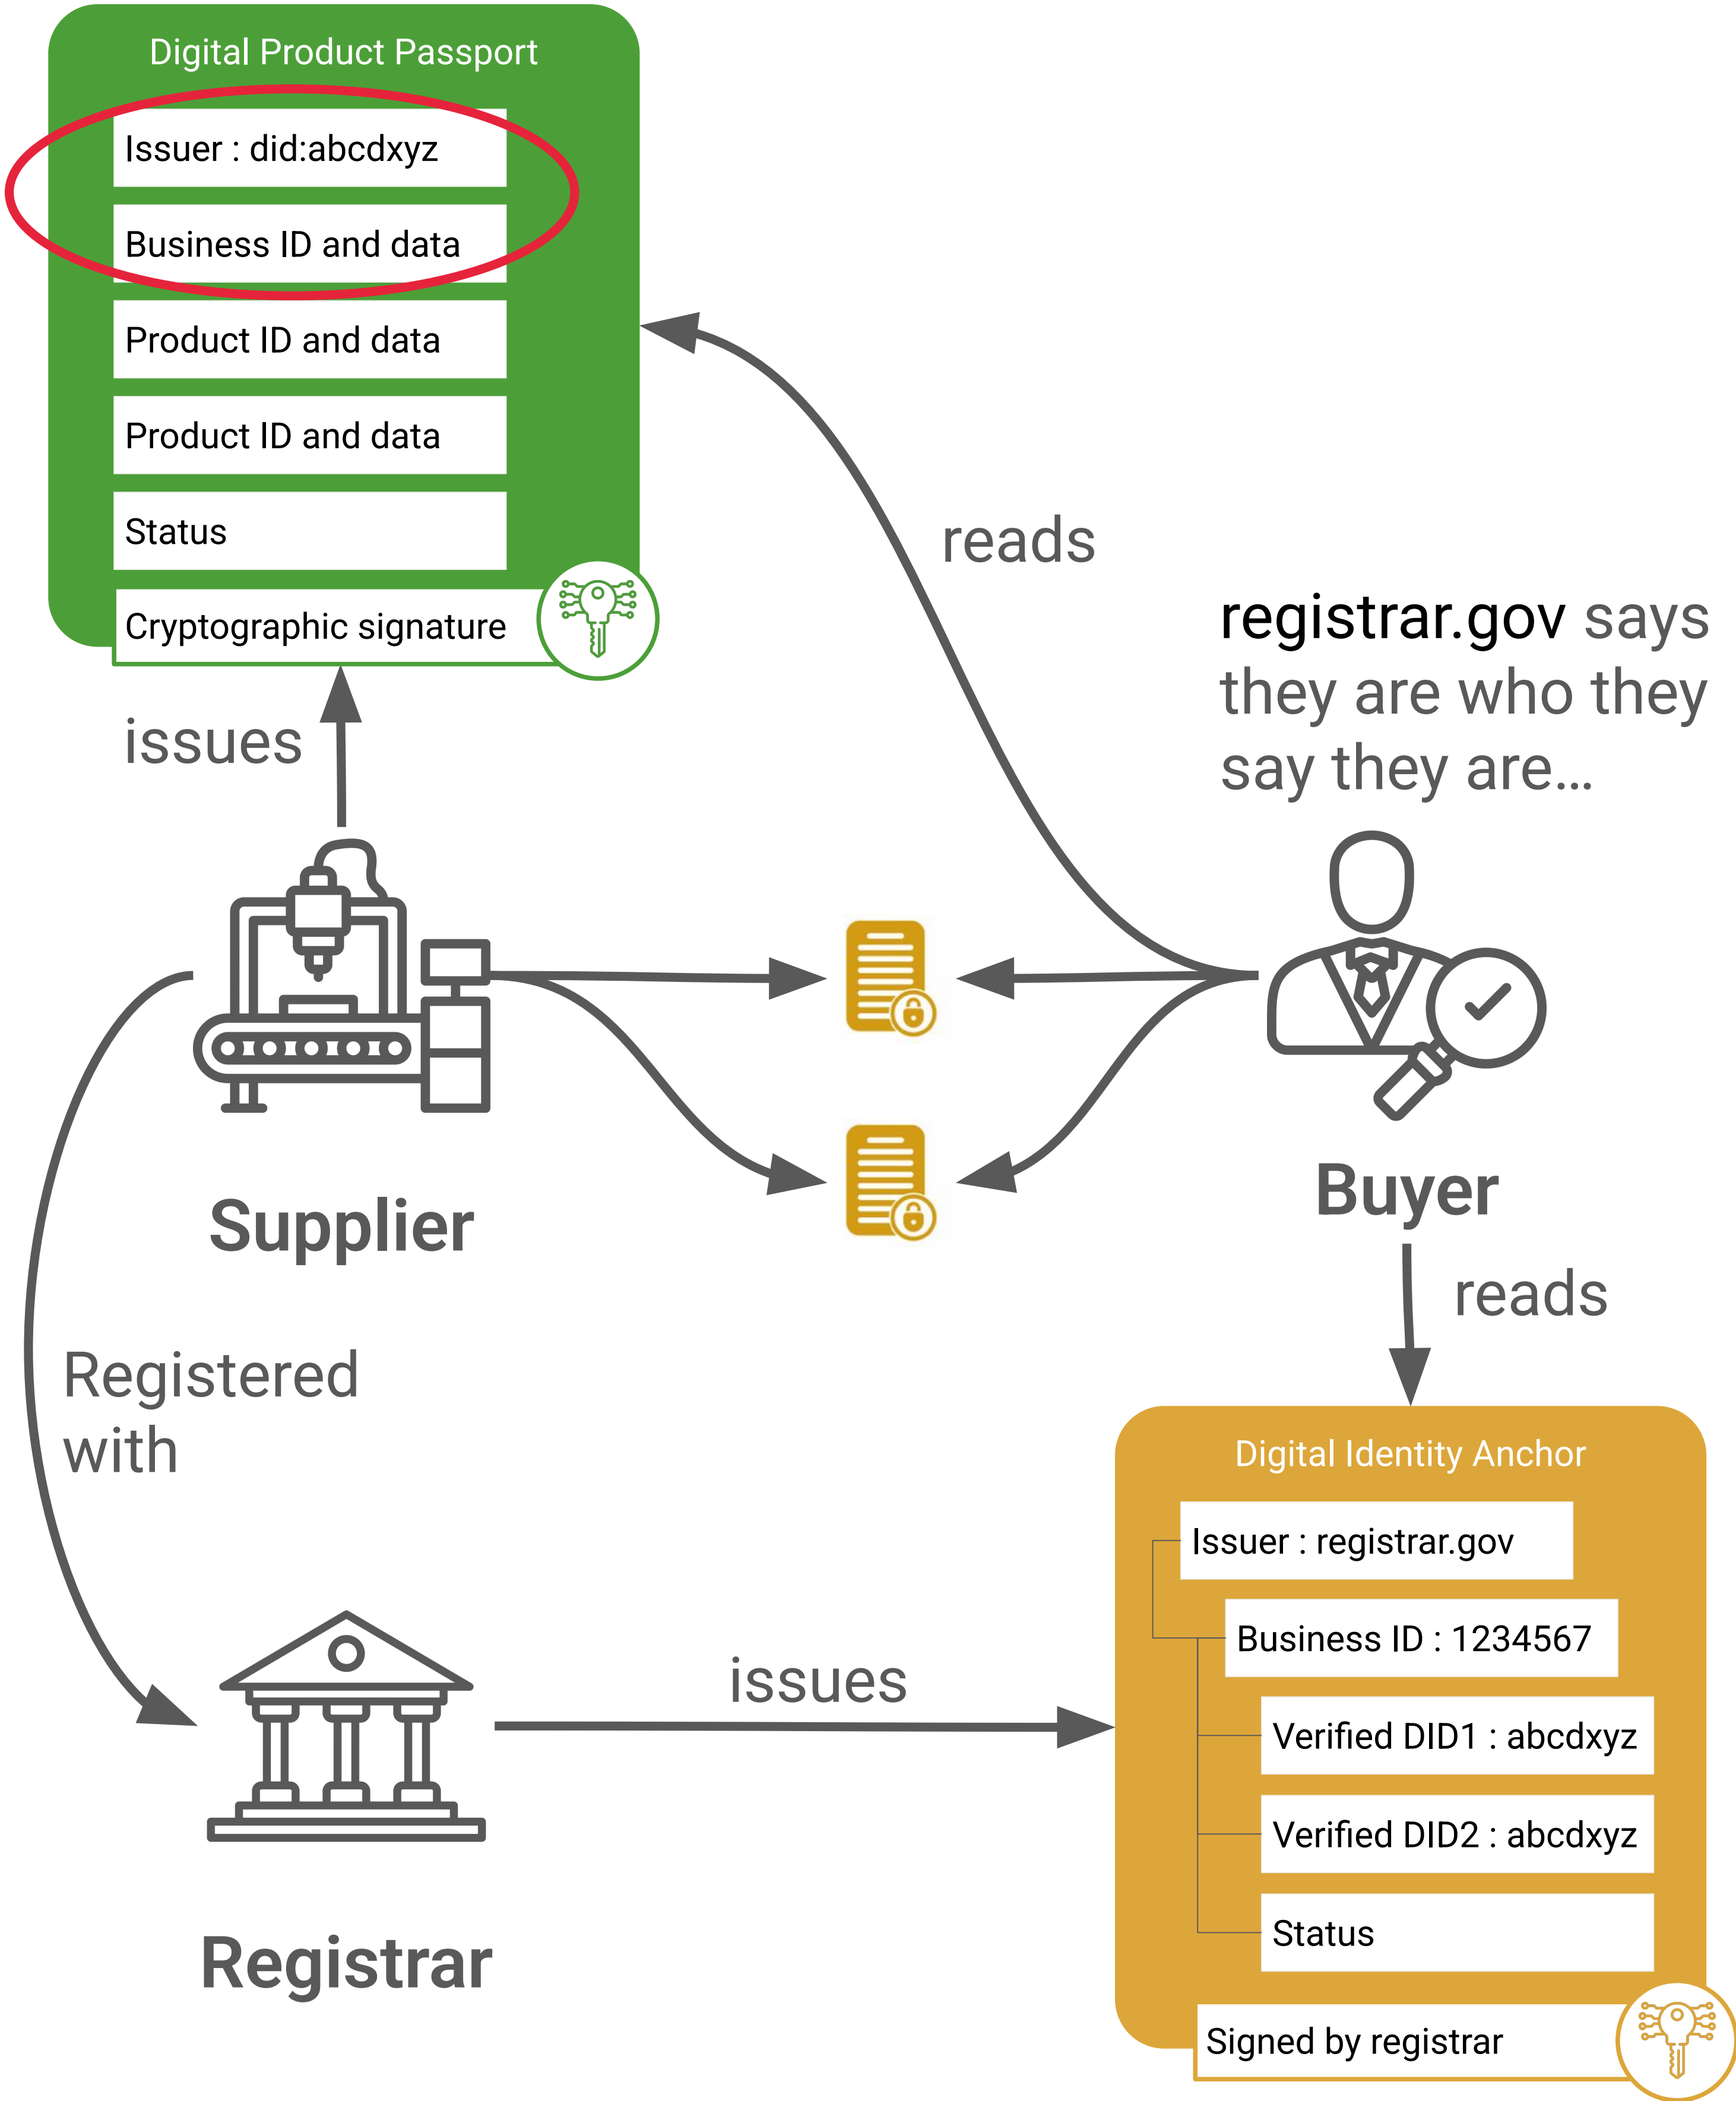 Digital Product Passport
Issuer : did:abcdxyz
Business ID and data
Product ID and data
Product ID and data
Status
Cryptographic signature
issues
reads
registrar.gov says
they are who they
say they are...
Supplier
Buyer
reads
Registered
with
Digital Identity Anchor
Issuer : registrar.gov
Business ID : 1234567
Verified DID1 : abcdxyz
Verified DID2 : abcdxyz
Status
Signed by registrar
issues
Registrar